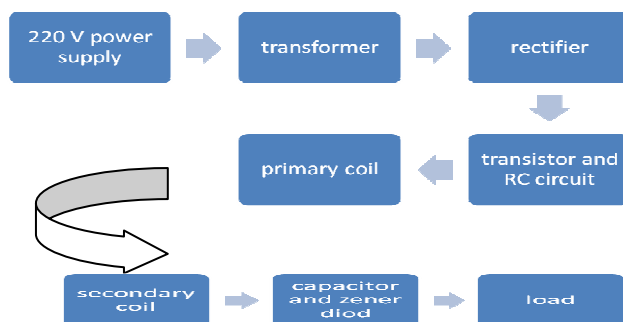 220 V power
supply
transformer
rectifier
transistor and
RC circuit
primary coil
secondary
coil
capacitor
and zener
diod
load